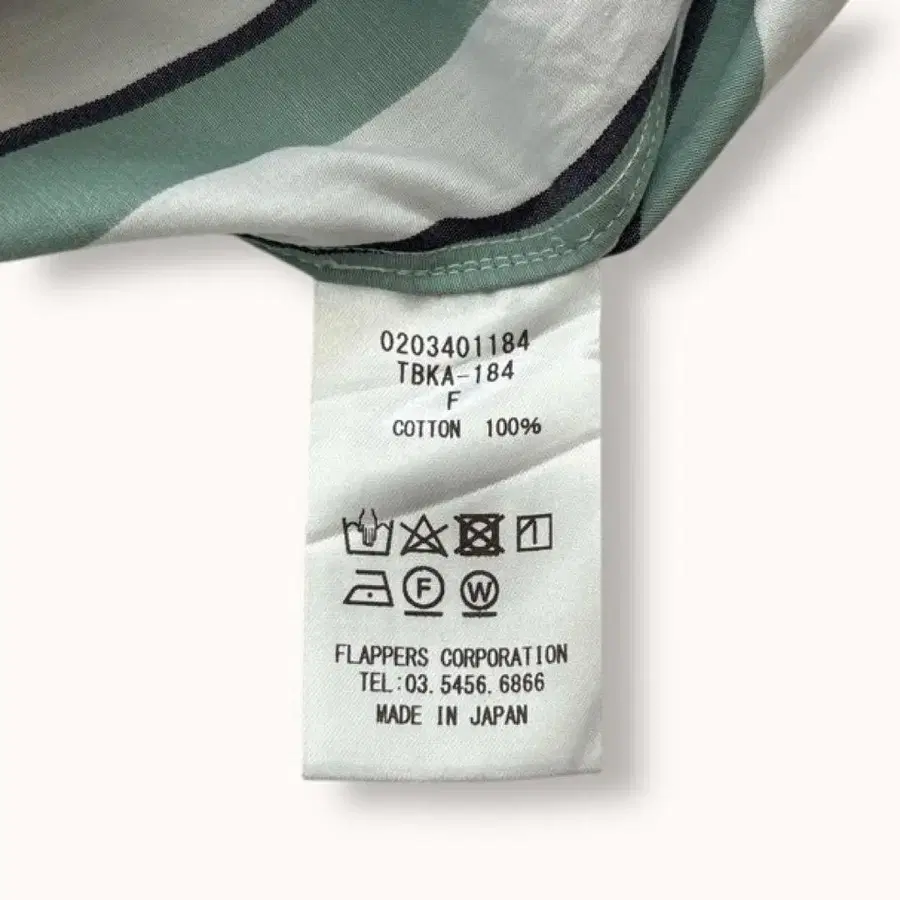 0203401184
TBKA-184
F
COTTON 100%
F W
FLAPPERS CORPORATION
TEL:03.5456.6866
MADE IN JAPAN